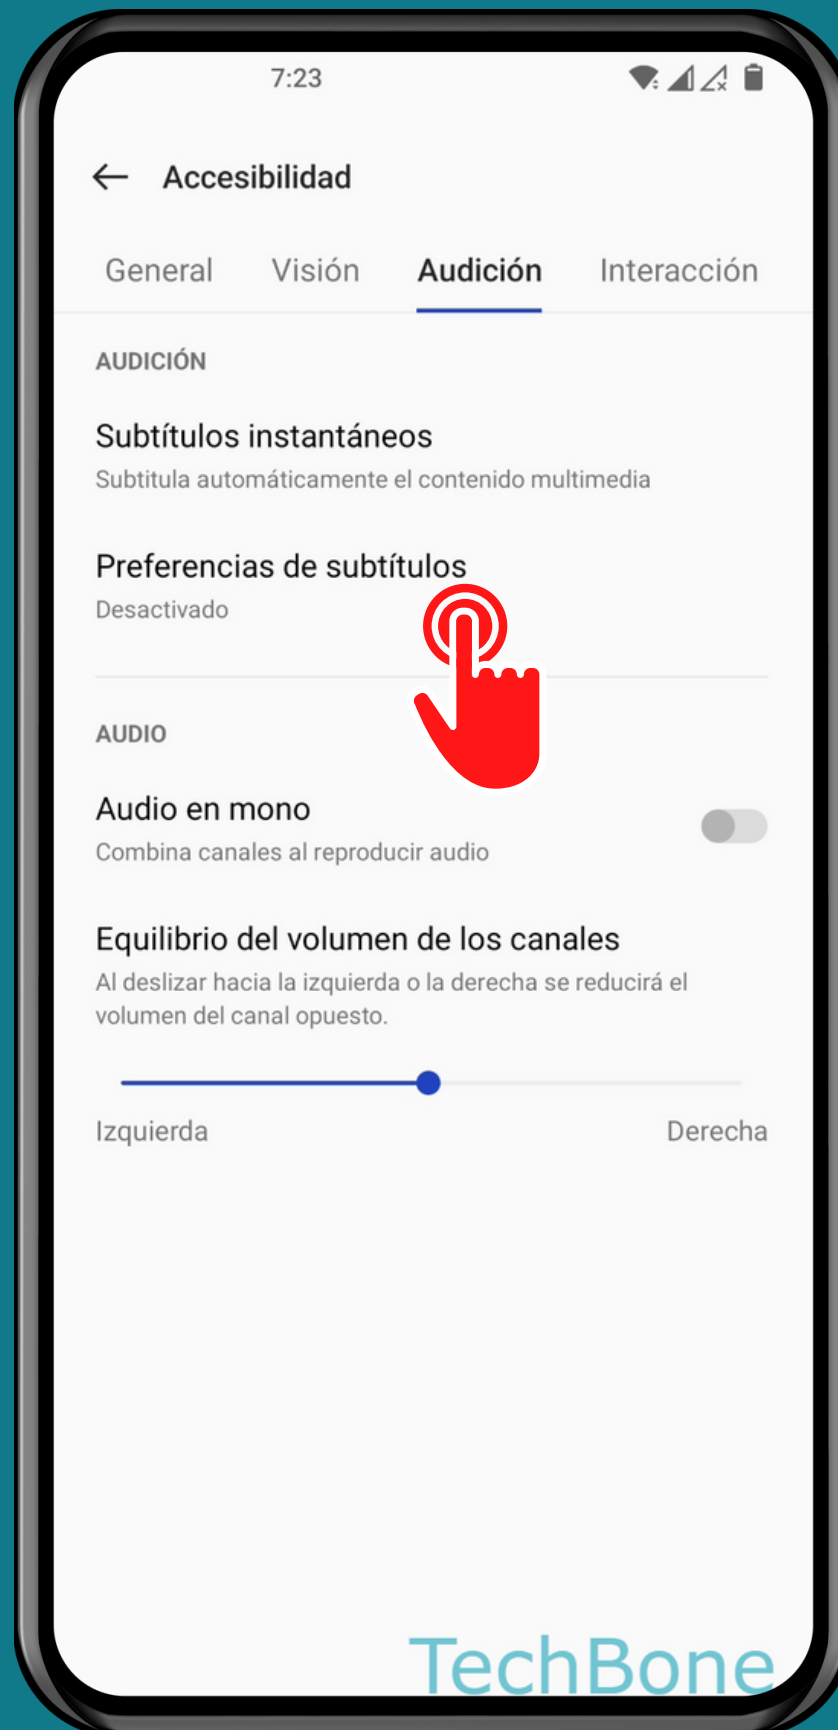 7:23
Accesibilidad
General Visión Audición Interacción
AUDICIÓN
Subtítulos instantáneos
Subtitula automáticamente el contenido multimedia
Preferencias de subtítulos
Desactivado
AUDIO
Audio en mono
Combina canales al reproducir audio
Equilibrio del volumen de los canales
Al deslizar hacia la izquierda o la derecha se reducirá el
volumen del canal opuesto.
Izquierda Derecha
TechBone